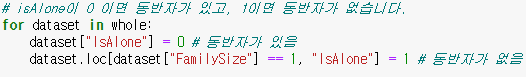 # isAlone이 0 이면 동반자가 있고, 1이면 동반자가 없습니다.
for dataset in whole:
    dataset["IsAlone"] = 0 # 동반자가 있음
    dataset.loc[dataset["FamilySize"] == 1, "IsAlone"] = 1 # 동반자가 없음